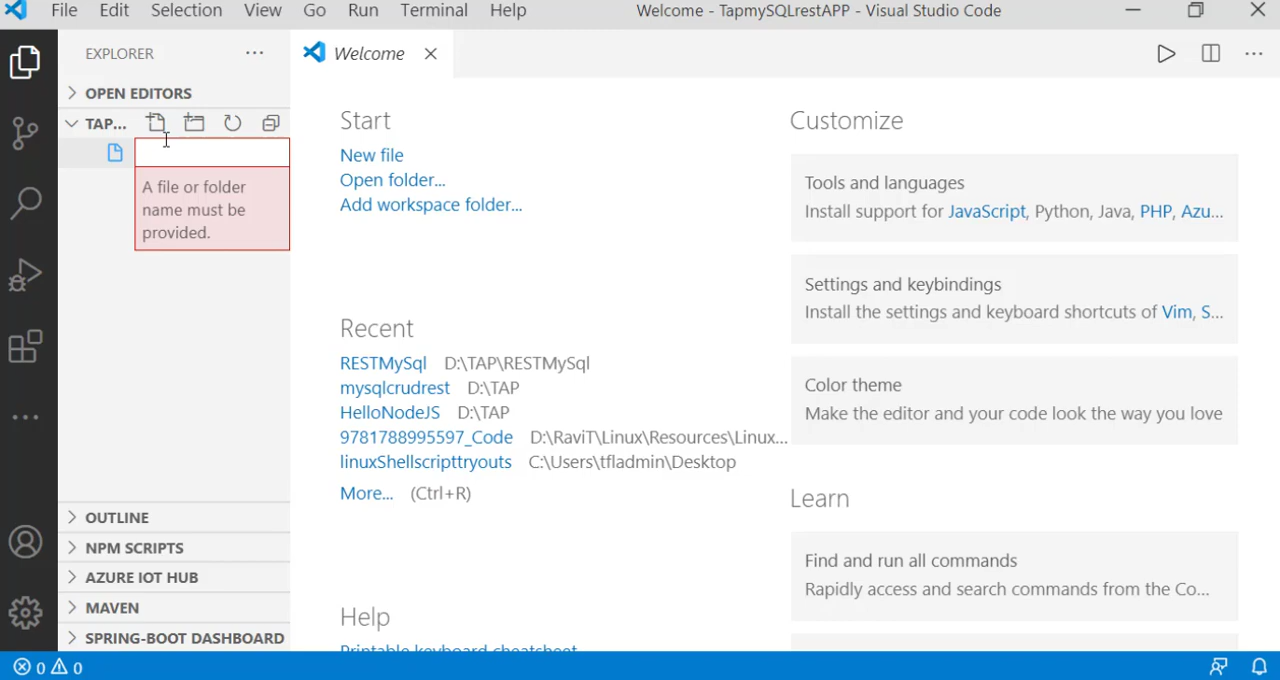 File Edit Selection View Go Run Terminal Help Welcome - TapmySQLrestAPP - Visual Studio Code
EXPLORER
Welcome
OPEN EDITORS
TAP...
A file or folder
name must be
provided.
OUTLINE
NPM SCRIPTS
AZURE IOT HUB
MAVEN
SPRING-BOOT DASHBOARD
Start
New file
Open folder...
Add workspace folder...
Recent
RESTMySql D:\TAP\RESTMySql
mysqlcrudrest D:\TAP
HelloNodeJS D:\TAP
9781788995597_Code D:\RaviT\Linux\Resources\Linux...
linuxShellscripttryouts C:\Users\tfladmin\Desktop
More... (Ctrl+R)
Help
Printable keyboard cheatsheet
Customize
Tools and languages
Install support for JavaScript, Python, Java, PHP, Azu...
Settings and keybindings
Install the settings and keyboard shortcuts of Vim, S...
Color theme
Make the editor and your code look the way you love
Learn
Find and run all commands
Rapidly access and search commands from the Co...
0 0